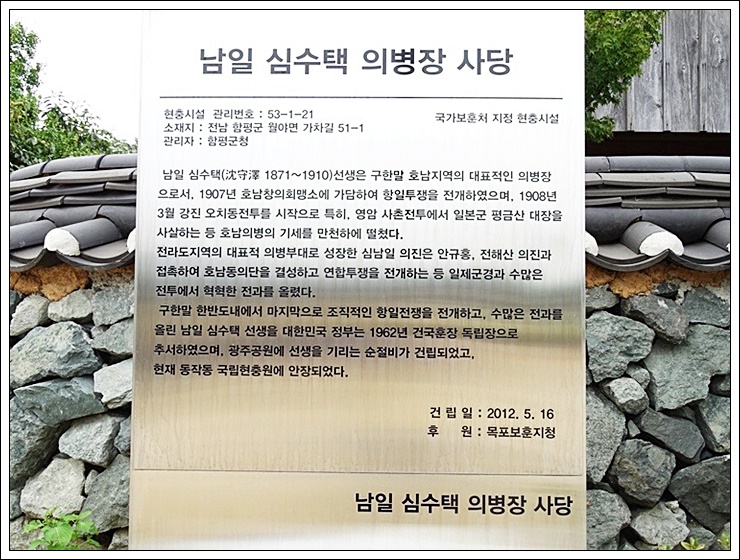 남일 심수택 의병장 사당
현충시설 관리번호 : 53-1-21
국가보훈처 지정 현충시설
소재지 : 전남 함평군 월야면 가차길 51-1
관리자 : 함평군청
남일 심수택(沈守澤 1871~1910)선생은 구한말 호남지역의 대표적인 의병장
으로서, 1907년 호남창의회맹소에 가담하여 항일투쟁을 전개하였으며, 1908년
3월 강진 오치동전투를 시작으로 특히, 영암 사촌전투에서 일본군 평금산 대장을
사살하는 등 호남의병의 기세를 만천하에 떨쳤다.
전라도지역의 대표적 의병부대로 성장한 심남일 의진은 안규홍, 전해산 의진과
접촉하여 호남동의단을 결성하고 연합투쟁을 전개하는 등 일제군경과 수많은
전투에서 혁혁한 전과를 올렸다.
구한말 한반도내에서 마지막으로 조직적인 항일전쟁을 전개하고, 수많은 전과를
올린 남일 심수택 선생을 대한민국 정부는 1962년 건국훈장 독립장으로
추서하였으며, 광주공원에 선생을 기리는 순절비가 건립되었고,
현재 동작동 국립현충원에 안장되었다.
건 립 일 : 2012. 5. 16
후 원 : 목포보훈지청
남일 심수택 의병장 사당